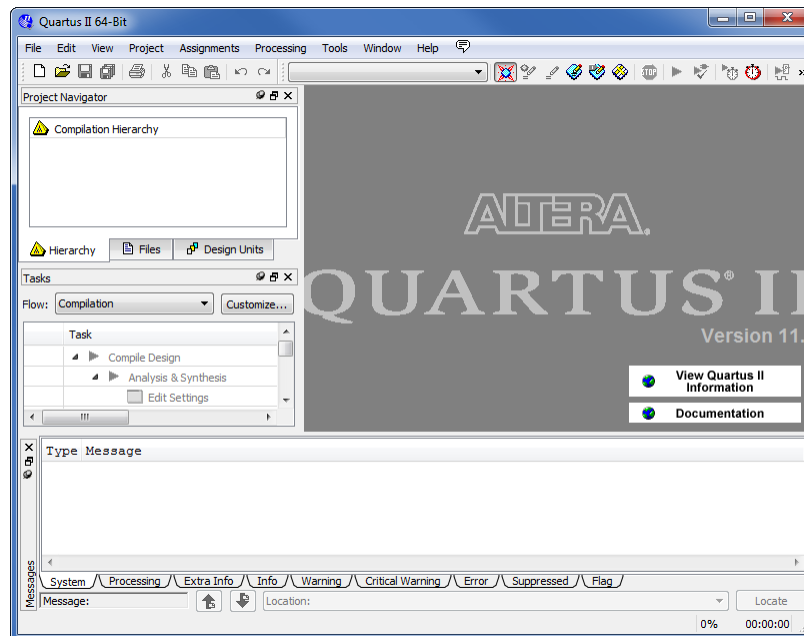 Quartus II 64-Bit
File Edit View Project Assignments Processing Tools Window Help
STOP
Project Navigator
Compilation Hierarchy
Hierarchy Files Design Units
Tasks
Flow: Compilation Customize...
Task
Compile Design
Analysis & Synthesis
Edit Settings
ALTERA.
QUARTUS® II
Version 11.
View Quartus II
Information
Documentation
Type Message
Messages
System Processing Extra Info Info Warning Critical Warning Error Suppressed Flag
Message: Location: Locate
0% 00:00:00